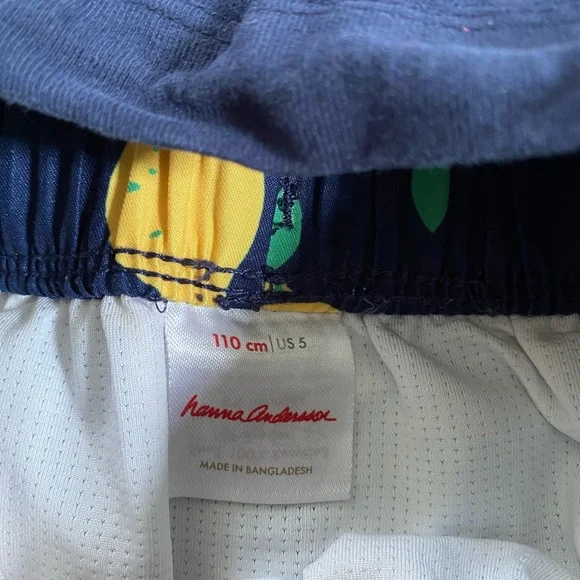 110 cm | US 5
hanna andersson
MADE IN BANGLADESH